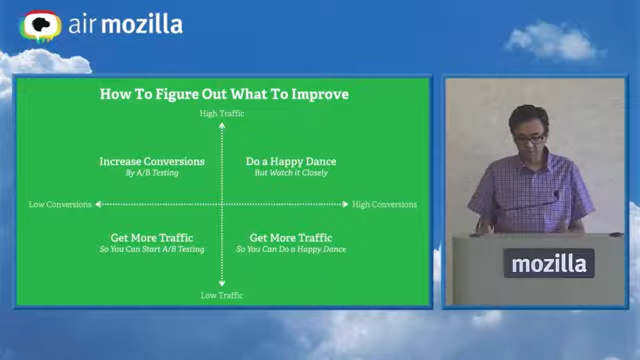 air mozilla
How To Figure Out What To Improve
High Traffic
Increase Conversions
By A/B Testing
Do a Happy Dance
But Watch it Closely
Low Conversions
High Conversions
Get More Traffic
So You Can Start A/B Testing
Get More Traffic
So You Can Do a Happy Dance
Low Traffic
mozilla